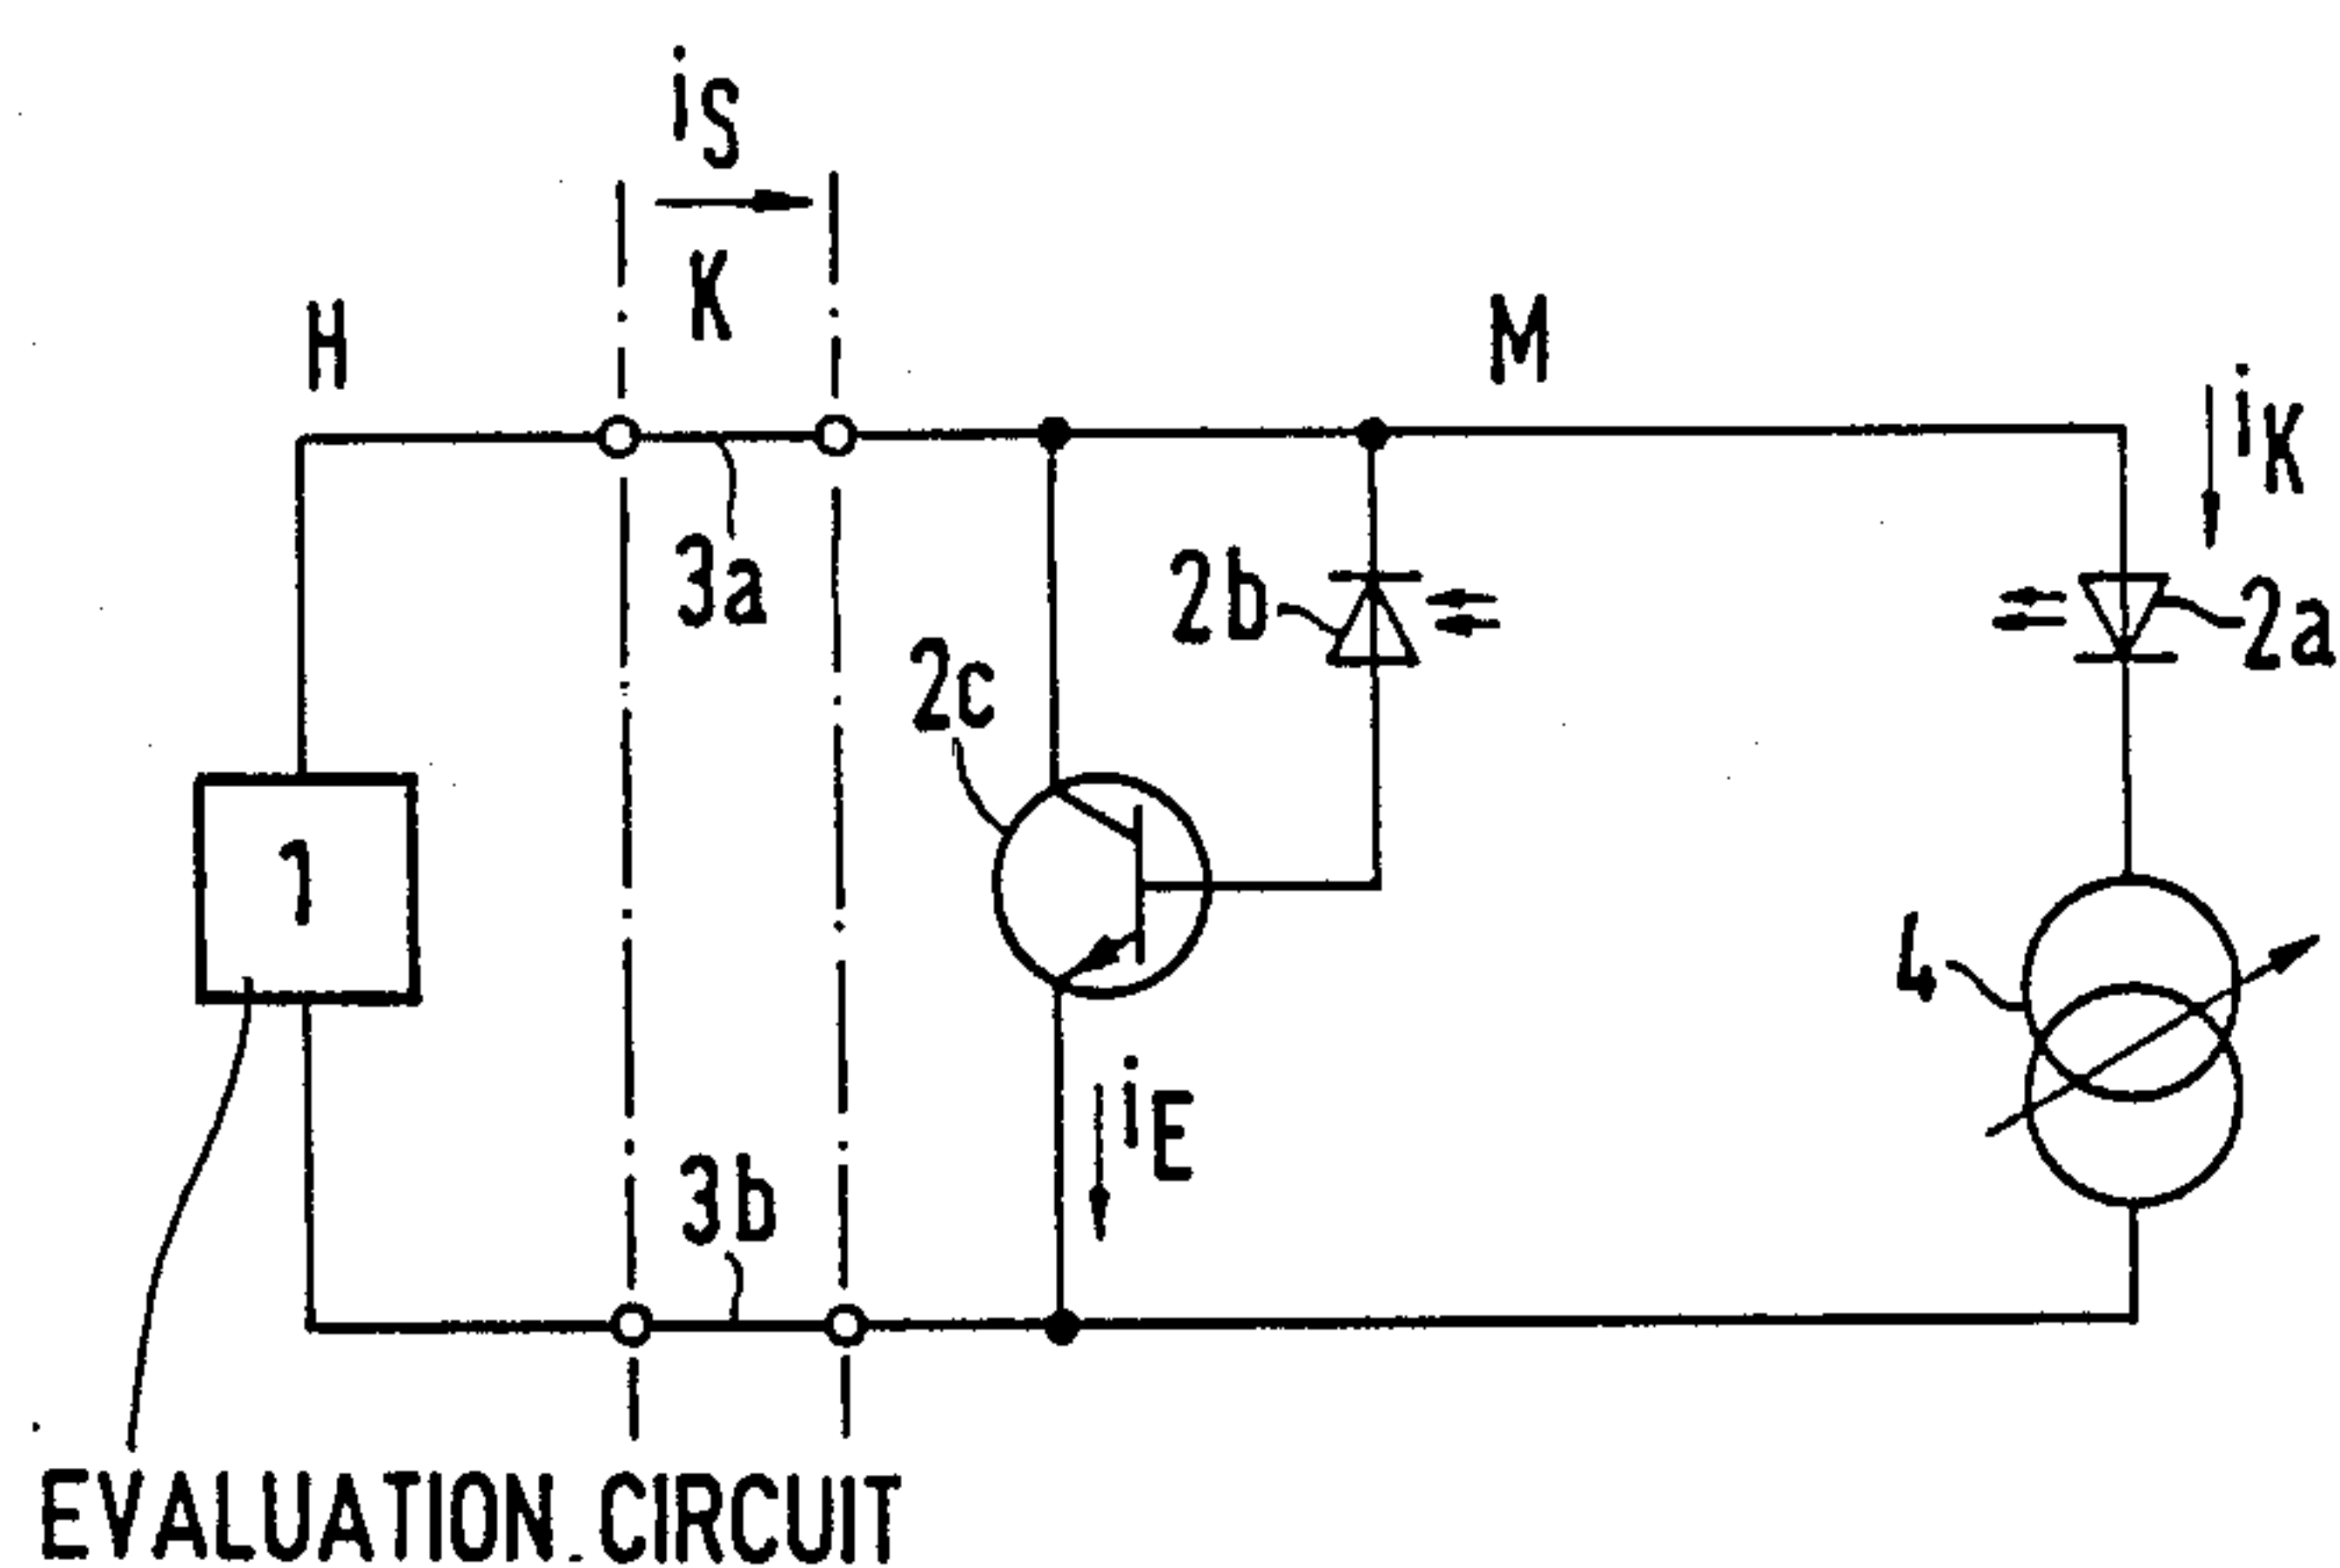 iS
K
H
M
iK
3a
2b
2a
2c
1
4
iE
3b
EVALUATION CIRCUIT